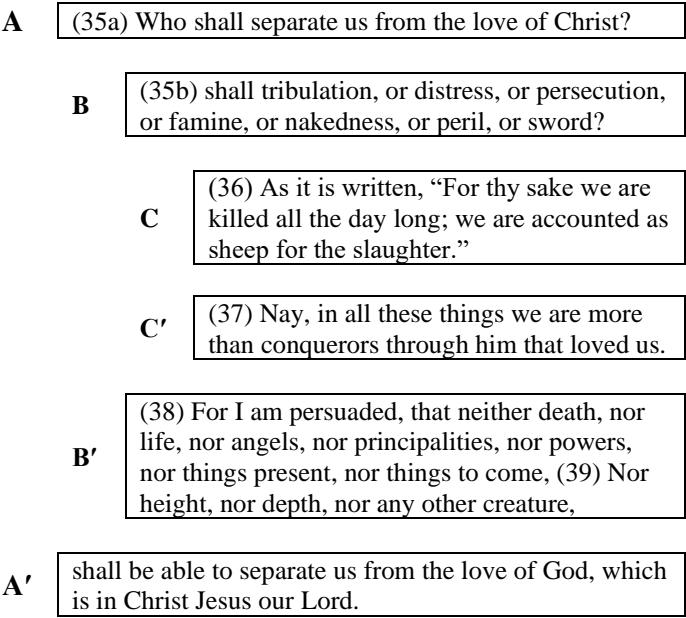 A (35a) Who shall separate us from the love of Christ?
(35b) shall tribulation, or distress, or persecution,
B or famine, or nakedness, or peril, or sword?
(36) As it is written, “For thy sake we are
C killed all the day long; we are accounted as
sheep for the slaughter.”
C′ (37) Nay, in all these things we are more
than conquerors through him that loved us.
(38) For I am persuaded, that neither death, nor
life, nor angels, nor principalities, nor powers,
B′ nor things present, nor things to come, (39) Nor
height, nor depth, nor any other creature,
A′ shall be able to separate us from the love of God, which
is in Christ Jesus our Lord.